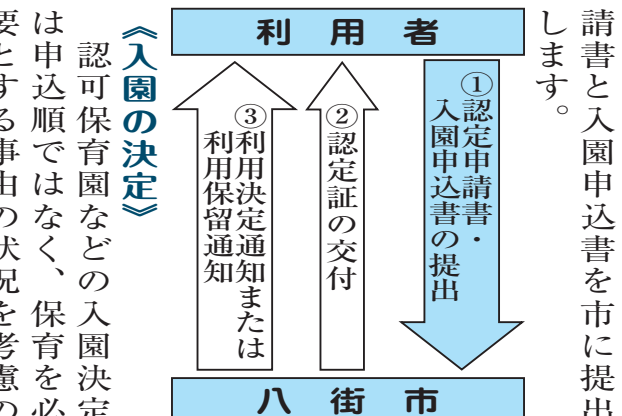 請書と入園申込書を市に提出
します。
利用者
①認定申請書・
入園申込書の提出
②認定証の交付
③利用決定通知または
利用保留通知
八街市
《入園の決定》
認可保育園などの入園決定
は申込順ではなく、保育を必
要とする事由の状況を考慮の